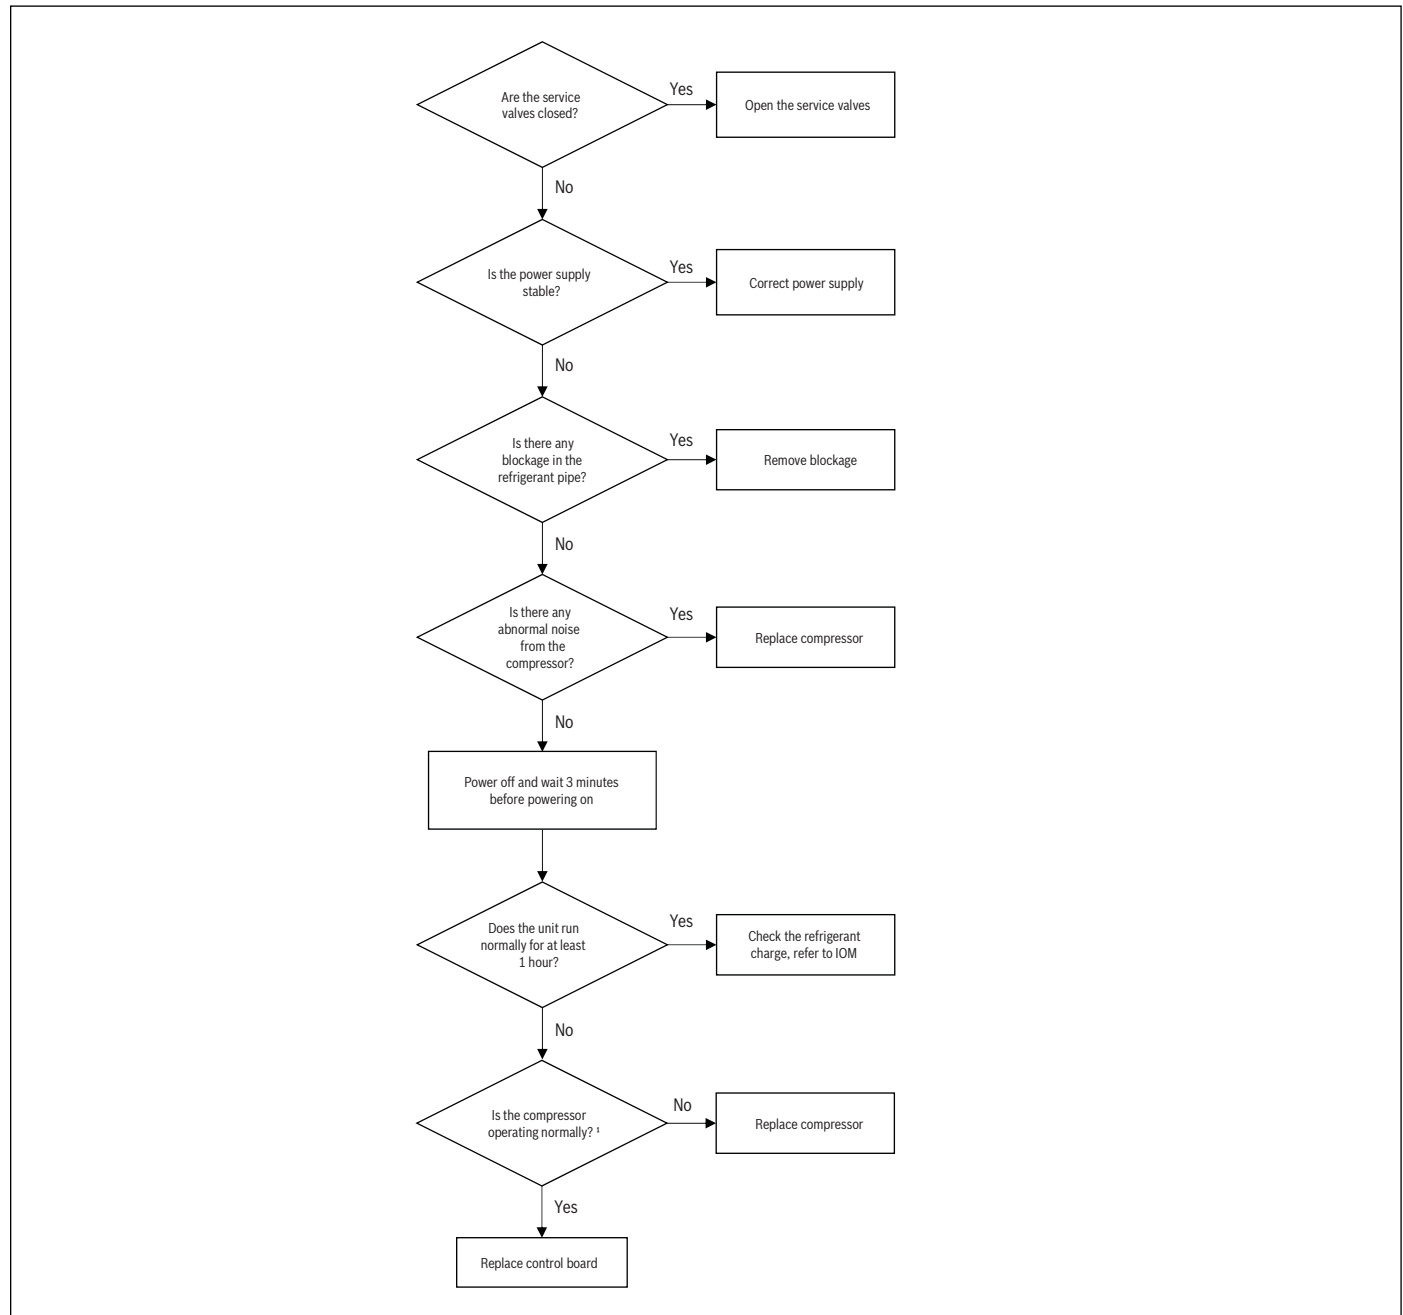 Are the service
valves closed?
Yes
Open the service valves
No
Is the power supply
stable?
Yes
Correct power supply
No
Is there any
blockage in the
refrigerant pipe?
Yes
Remove blockage
No
Is there any
abnormal noise
from the
compressor?
Yes
Replace compressor
No
Power off and wait 3 minutes
before powering on
Does the unit run
normally for at least
1 hour?
Yes
Check the refrigerant
charge, refer to IOM
No
Is the compressor
operating normally? ¹
No
Replace compressor
Yes
Replace control board